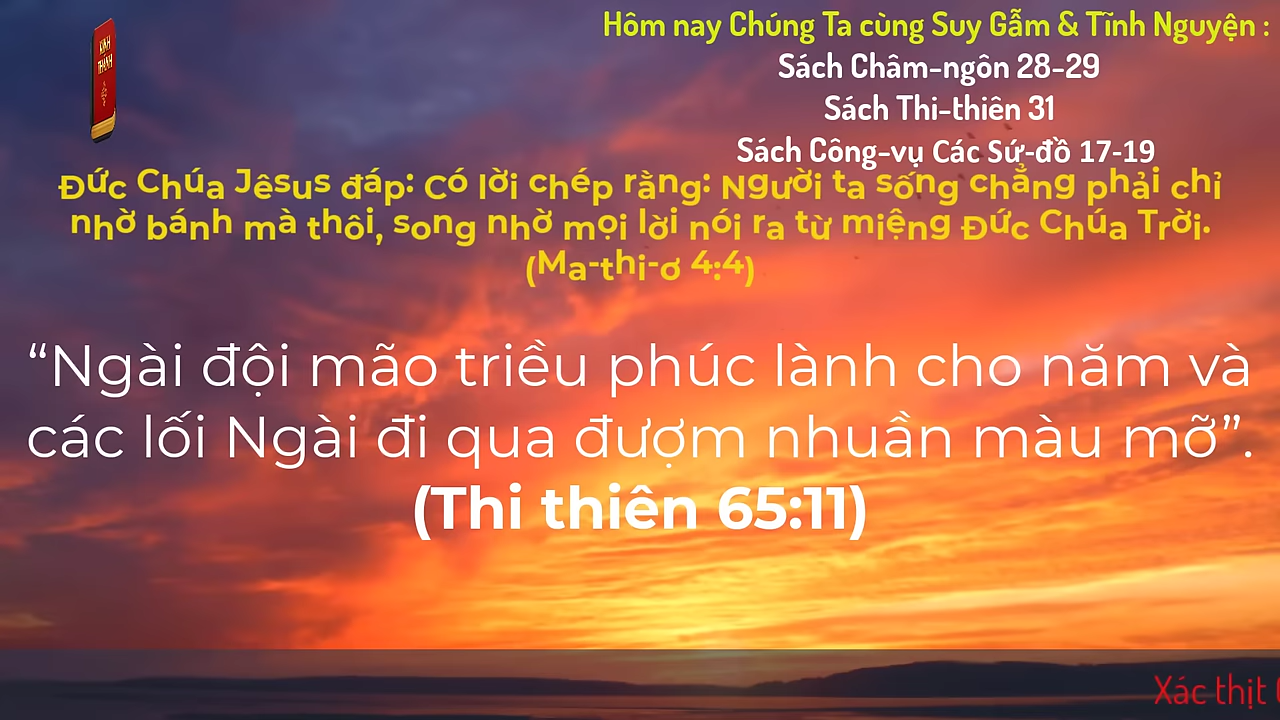 Hôm nay Chúng Ta cùng Suy Gẫm & Tĩnh Nguyện :
Sách Châm-ngôn 28-29
Sách Thi-thiên 31
Sách Công-vụ Các Sứ-đồ 17-19
KINH
THÁNH
Đức Chúa Jêsus đáp: Có lời chép rằng: Người ta sống chẳng phải chỉ
nhờ bánh mà thôi, song nhờ mọi lời nói ra từ miệng Đức Chúa Trời.
(Ma-thi-ơ 4:4)
“Ngài đội mão triều phúc lành cho năm và
các lối Ngài đi qua đượm nhuần màu mỡ”.
(Thi thiên 65:11)
Xác thịt